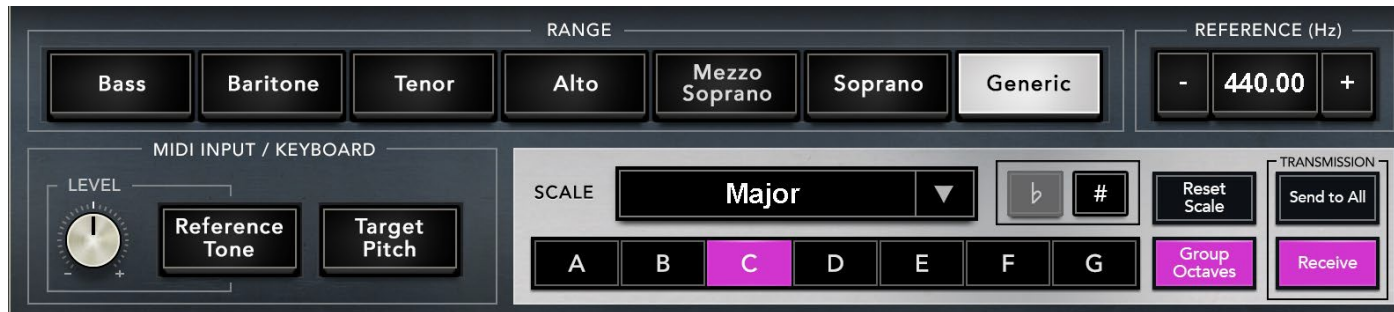 RANGE
REFERENCE (Hz)
Bass
Baritone
Tenor
Alto
Mezzo
Soprano
Soprano
Generic
-
440.00
+
MIDI INPUT / KEYBOARD
LEVEL
- +
Reference
Tone
Target
Pitch
SCALE
Major
♭
#
Reset
Scale
TRANSMISSION
Send to All
A
B
C
D
E
F
G
Group
Octaves
Receive